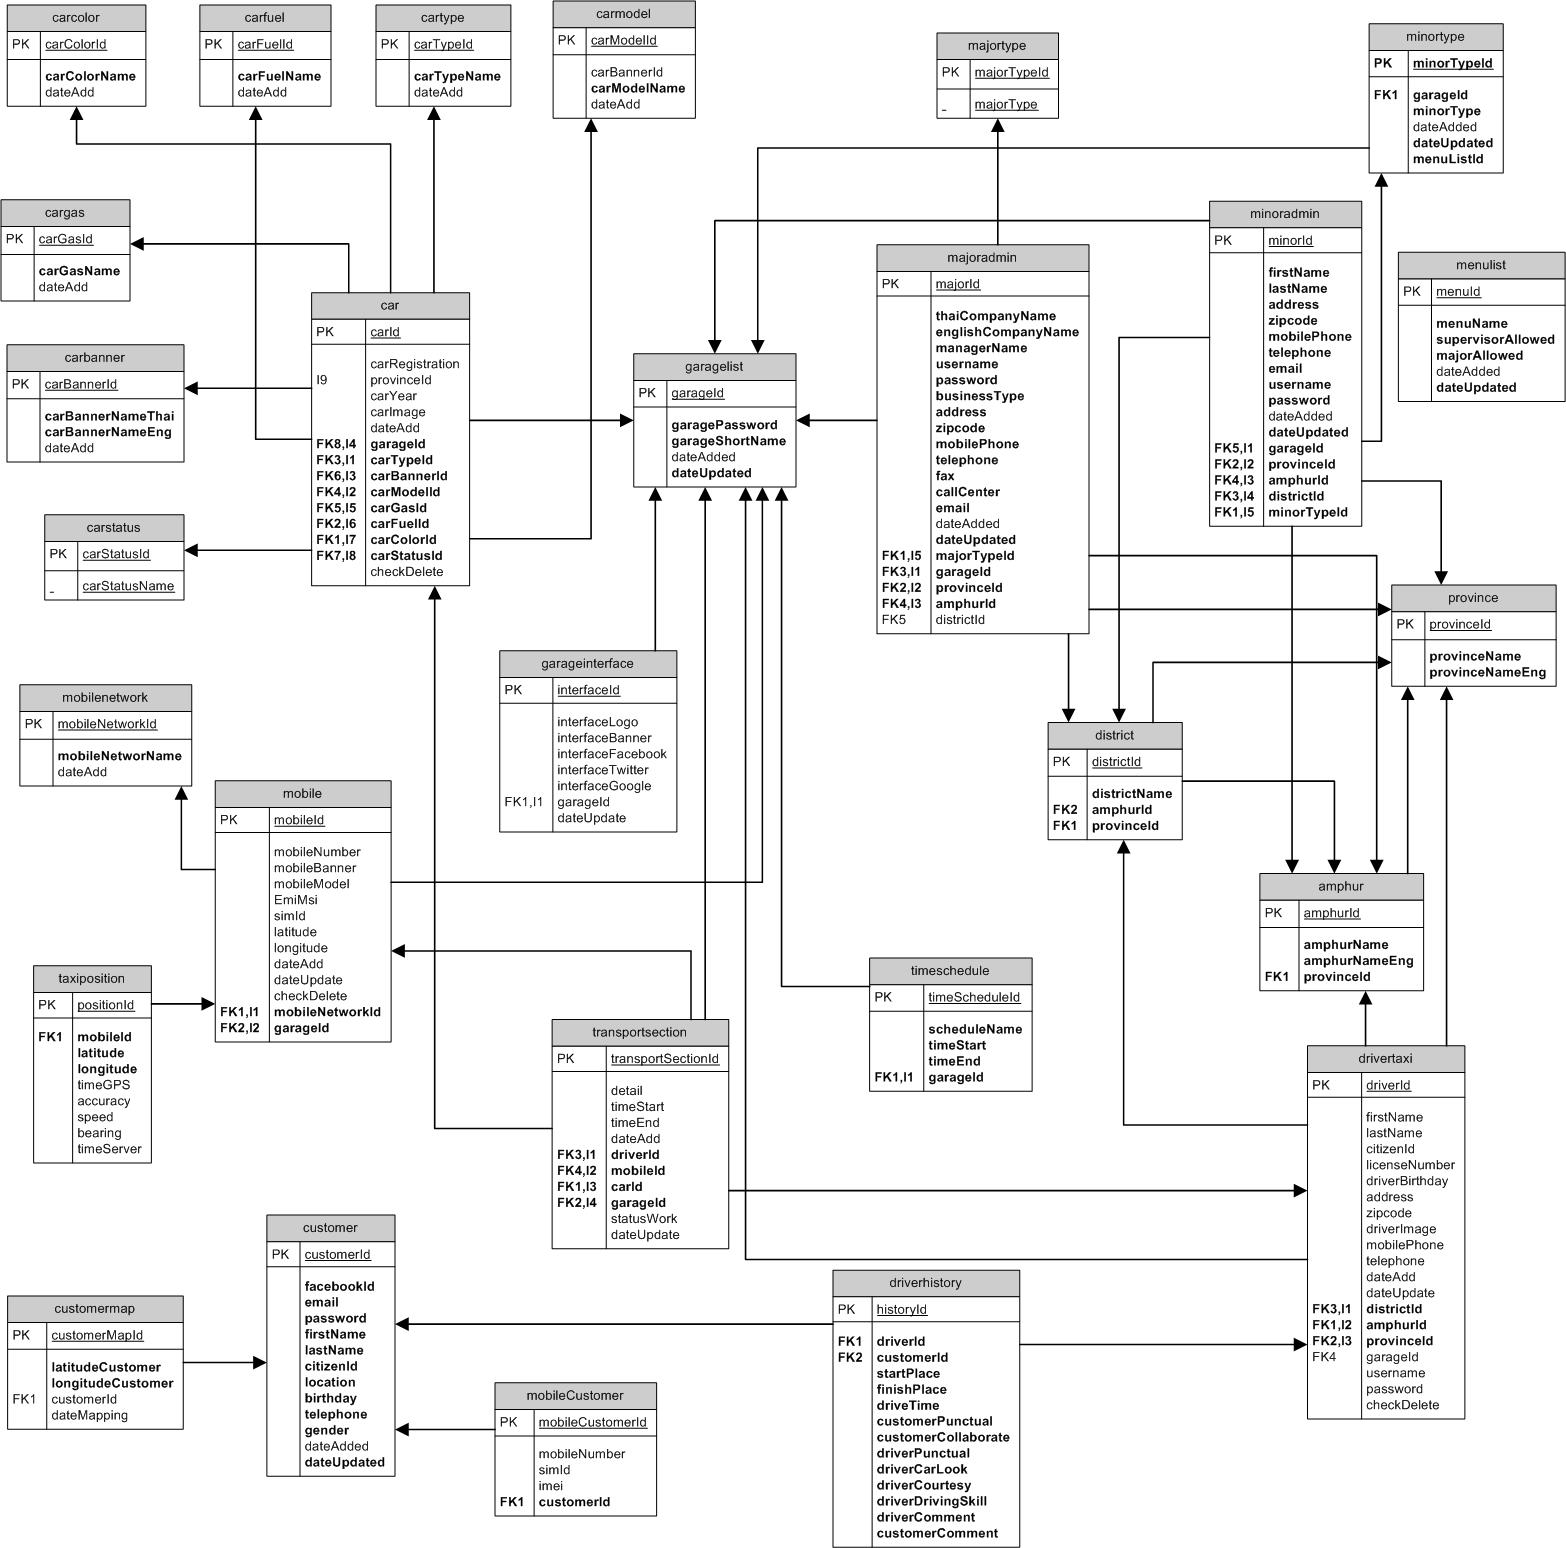 carcolor
PK carColorId
carColorName
dateAdd
carfuel
PK carFuelId
carFuelName
dateAdd
cartype
PK carTypeId
carTypeName
dateAdd
carmodel
PK carModelId
carBannerId
carModelName
dateAdd
majortype
PK majorTypeId
_ majorType
minortype
PK minorTypeId
FK1 garageId
minorType
dateAdded
dateUpdated
menuListId
cargas
PK carGasId
carGasName
dateAdd
car
PK carId
carRegistration
I9 provinceId
carYear
carImage
dateAdd
FK8,I4 garageId
FK3,I1 carTypeId
FK6,I3 carBannerId
FK4,I2 carModelId
FK5,I5 carGasId
FK2,I6 carFuelId
FK1,I7 carColorId
FK7,I8 carStatusId
checkDelete
carbanner
PK carBannerId
carBannerNameThai
carBannerNameEng
dateAdd
carstatus
PK carStatusId
_ carStatusName
garagelist
PK garageId
garagePassword
garageShortName
dateAdded
dateUpdated
majoradmin
PK majorId
thaiCompanyName
englishCompanyName
managerName
username
password
businessType
address
zipcode
mobilePhone
telephone
fax
callCenter
email
dateAdded
dateUpdated
FK1,I5 majorTypeId
FK3,I1 garageId
FK2,I2 provinceId
FK4,I3 amphurId
FK5 districtId
minoradmin
PK minorId
firstName
lastName
address
zipcode
mobilePhone
telephone
email
username
password
dateAdded
dateUpdated
FK5,I1 garageId
FK2,I2 provinceId
FK4,I3 amphurId
FK3,I4 districtId
FK1,I5 minorTypeId
menulist
PK menuId
menuName
supervisorAllowed
majorAllowed
dateAdded
dateUpdated
province
PK provinceId
provinceName
provinceNameEng
garageinterface
PK interfaceId
interfaceLogo
interfaceBanner
interfaceFacebook
interfaceTwitter
interfaceGoogle
FK1,I1 garageId
dateUpdate
mobilenetwork
PK mobileNetworkId
mobileNetworName
dateAdd
mobile
PK mobileId
mobileNumber
mobileBanner
mobileModel
EmiMsi
simId
latitude
longitude
dateAdd
dateUpdate
checkDelete
FK1,I1 mobileNetworkId
FK2,I2 garageId
district
PK districtId
districtName
FK2 amphurId
FK1 provinceId
amphur
PK amphurId
amphurName
amphurNameEng
FK1 provinceId
taxiposition
PK positionId
FK1 mobileId
latitude
longitude
timeGPS
accuracy
speed
bearing
timeServer
timeschedule
PK timeScheduleId
scheduleName
timeStart
timeEnd
FK1,I1 garageId
transportsection
PK transportSectionId
detail
timeStart
timeEnd
dateAdd
FK3,I1 driverId
FK4,I2 mobileId
FK1,I3 carId
FK2,I4 garageId
statusWork
dateUpdate
drivertaxi
PK driverId
firstName
lastName
citizenId
licenseNumber
driverBirthday
address
zipcode
driverImage
mobilePhone
telephone
dateAdd
dateUpdate
FK3,I1 districtId
FK1,I2 amphurId
FK2,I3 provinceId
FK4 garageId
username
password
checkDelete
customer
PK customerId
facebookId
email
password
firstName
lastName
citizenId
location
birthday
telephone
gender
dateAdded
dateUpdated
customermap
PK customerMapId
latitudeCustomer
longitudeCustomer
FK1 customerId
dateMapping
mobileCustomer
PK mobileCustomerId
mobileNumber
simId
imei
FK1 customerId
driverhistory
PK historyId
FK1 driverId
FK2 customerId
startPlace
finishPlace
driveTime
customerPunctual
customerCollaborate
driverPunctual
driverCarLook
driverCourtesy
driverDrivingSkill
driverComment
customerComment